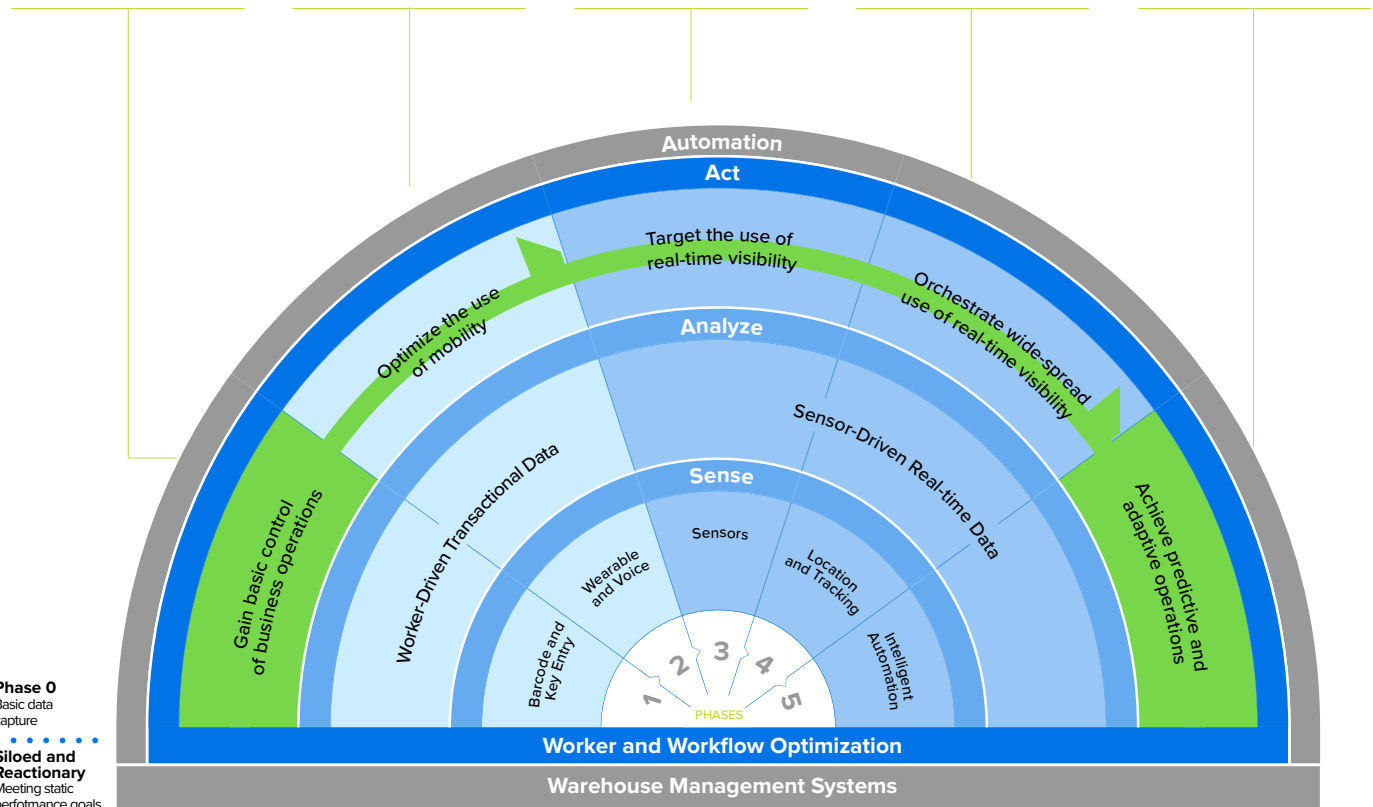 Automation
Act
Target the use of
real-time visibility
Optimize the use
of mobility
Orchestrate wide-spread
use of real-time visibility
Gain basic control
of business operations
Achieve predictive and
adaptive operations
Analyze
Worker-Driven Transactional Data
Sensor-Driven Real-time Data
Sense
Barcode and
Key Entry
Wearable
and Voice
Sensors
Location
and Tracking
Intelligent
Automation
1
2
3
4
5
PHASES
Phase 0
Basic data
capture
Siloed and
Reactionary
Meeting static
perfotmance goals
Worker and Workflow Optimization
Warehouse Management Systems